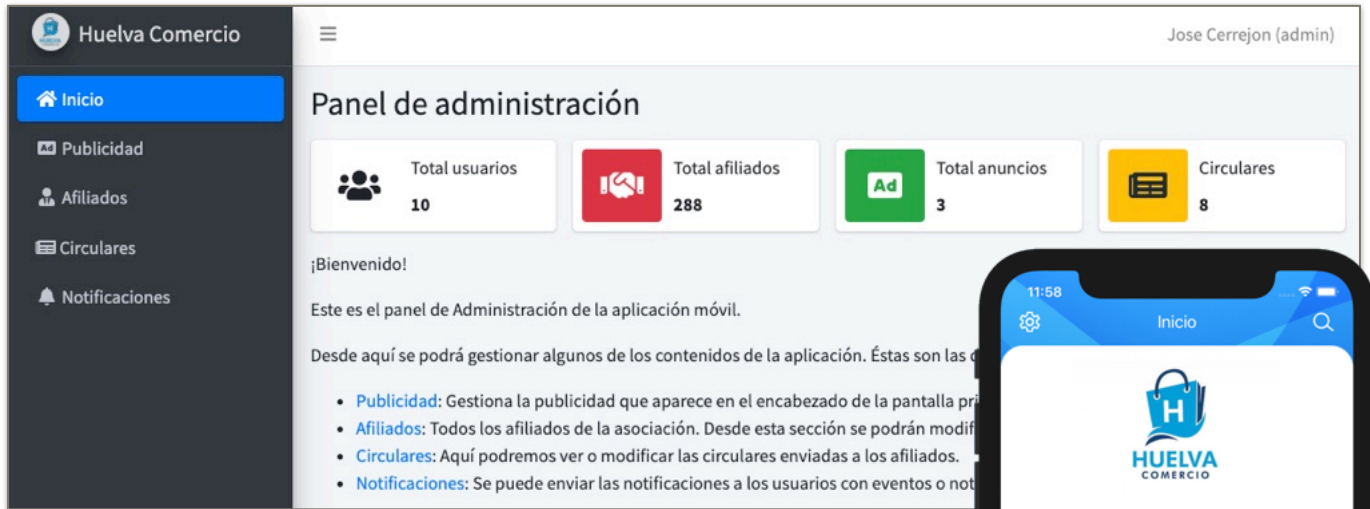 Huelva Comercio
Jose Cerrejon (admin)
Inicio
Publicidad
Afiliados
Circulares
Notificaciones
Panel de administración
Total usuarios
10
Total afiliados
288
Ad
Total anuncios
3
Circulares
8
¡Bienvenido!
Este es el panel de Administración de la aplicación móvil.
Desde aquí se podrá gestionar algunos de los contenidos de la aplicación. Éstas son las
Publicidad: Gestiona la publicidad que aparece en el encabezado de la pantalla
Afiliados: Todos los afiliados de la asociación. Desde esta sección se podrán
Circulares: Aquí podremos ver o modificar las circulares enviadas a los afiliados.
Notificaciones: Se puede enviar las notificaciones a los usuarios con eventos o
11:58
Inicio
H
HUELVA
COMERCIO